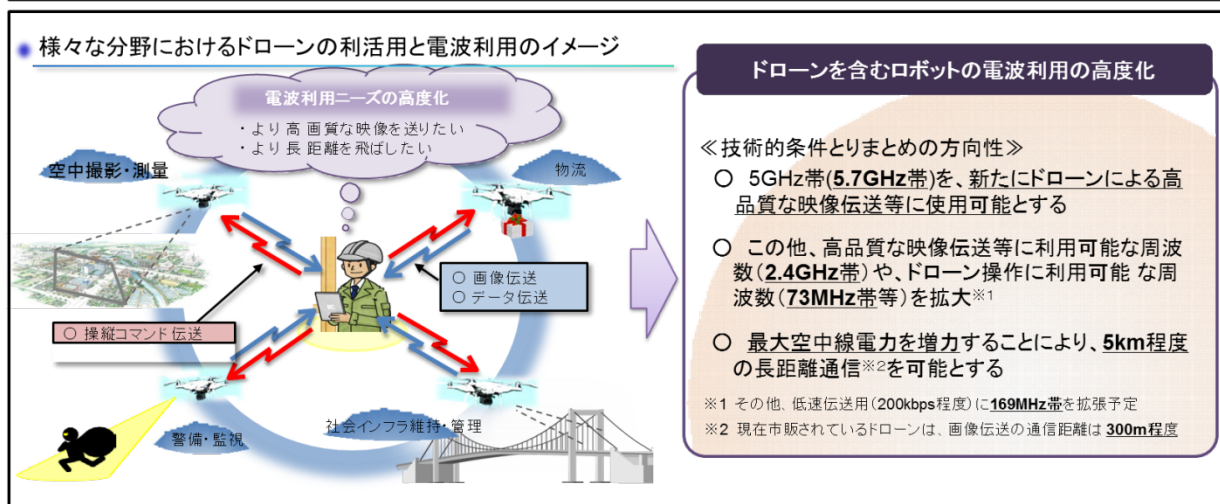 様々な分野におけるドローンの利活用と電波利用のイメージ
電波利用ニーズの高度化
・より高画質な映像を送りたい
・より長距離を飛ばしたい
空中撮影・測量
物流
○ 画像伝送
○ データ伝送
○ 操縦コマンド伝送
警備・監視
社会インフラ維持・管理
ドローンを含むロボットの電波利用の高度化
≪技術的条件とりまとめの方向性≫
○ 5GHz帯(5.7GHz帯)を、新たにドローンによる高
品質な映像伝送等に使用可能とする
○ この他、高品質な映像伝送等に利用可能な周波
数(2.4GHz帯)や、ドローン操作に利用可能な周
波数(73MHz帯等)を拡大※1
○ 最大空中線電力を増力することにより、5km程度
の長距離通信※2を可能とする
※1 その他、低速伝送用(200kbps程度)に169MHz帯を拡張予定
※2 現在市販されているドローンは、画像伝送の通信距離は 300m程度